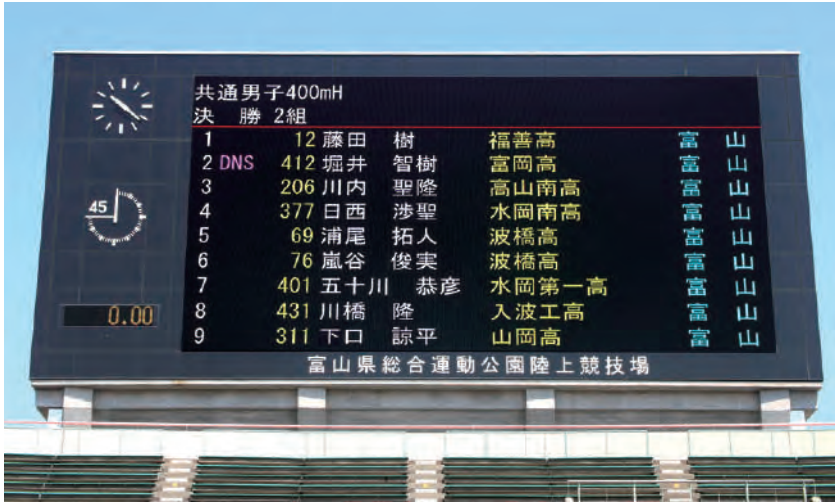 共通男子400mH
決 勝 2組
1 12 藤田 樹 福善高 富 山
2 DNS 412 堀井 智樹 富岡高 富 山
3 206 川内 聖隆 高山南高 富 山
4 377 日西 渉聖 水岡南高 富 山
5 69 浦尾 拓人 波橋高 富 山
6 76 嵐谷 俊実 波橋高 富 山
7 401 五十川 恭彦 水岡第一高 富 山
8 431 川橋 隆 入波工高 富 山
9 311 下口 諒平 山岡高 富 山
45
0.00
富山県総合運動公園陸上競技場